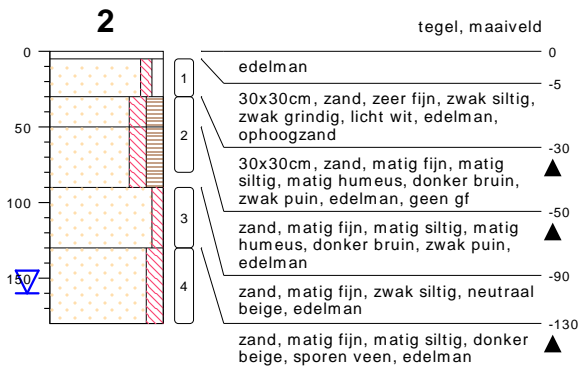 2
tegel, maaiveld
0
0
edelman
-5
1
30x30cm, zand, zeer fijn, zwak siltig,
zwak grindig, licht wit, edelman,
ophoogzand
-30
50
2
30x30cm, zand, matig fijn, matig
siltig, matig humeus, donker bruin,
zwak puin, edelman, geen gf
-50
100
3
zand, matig fijn, matig siltig, matig
humeus, donker bruin, zwak puin,
edelman
-90
150
4
zand, matig fijn, zwak siltig, neutraal
beige, edelman
-130
zand, matig fijn, matig siltig, donker
beige, sporen veen, edelman